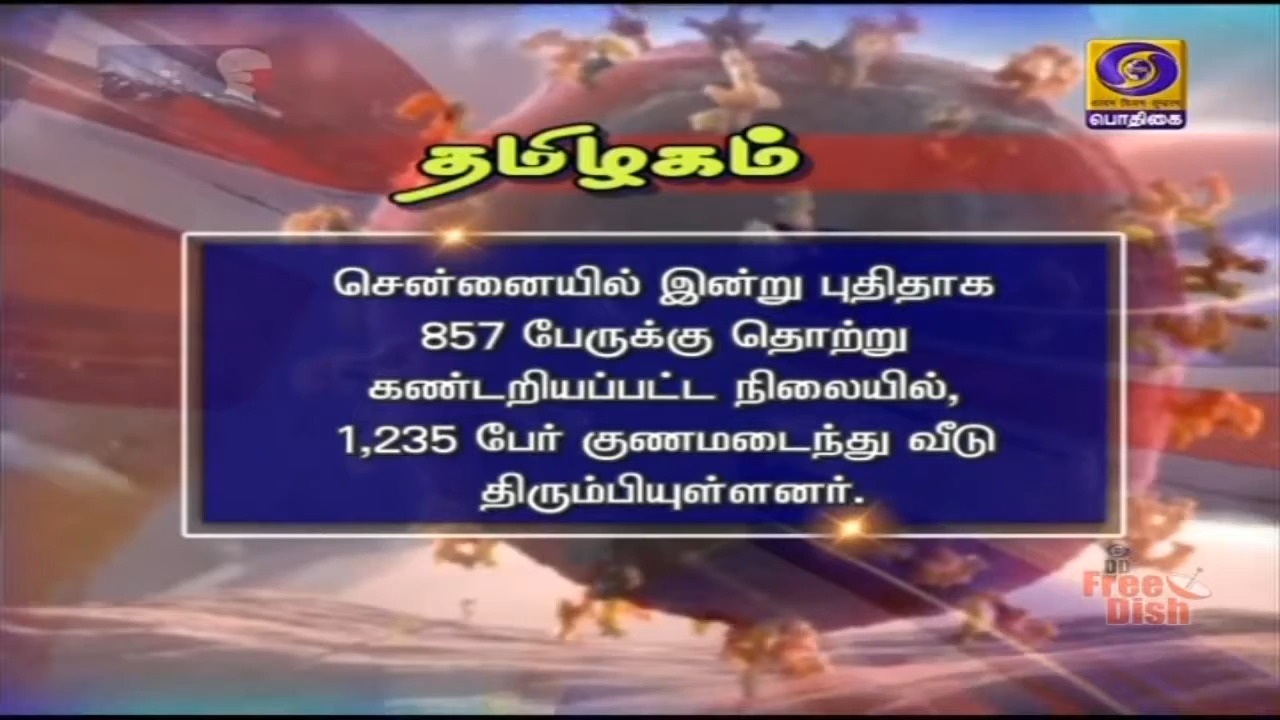 பொதிகை
தமிழகம்
சென்னையில் இன்று புதிதாக
857 பேருக்கு தொற்று
கண்டறியப்பட்ட நிலையில்,
1,235 பேர் குணமடைந்து வீடு
திரும்பியுள்ளனர்.
DD
Free
Dish